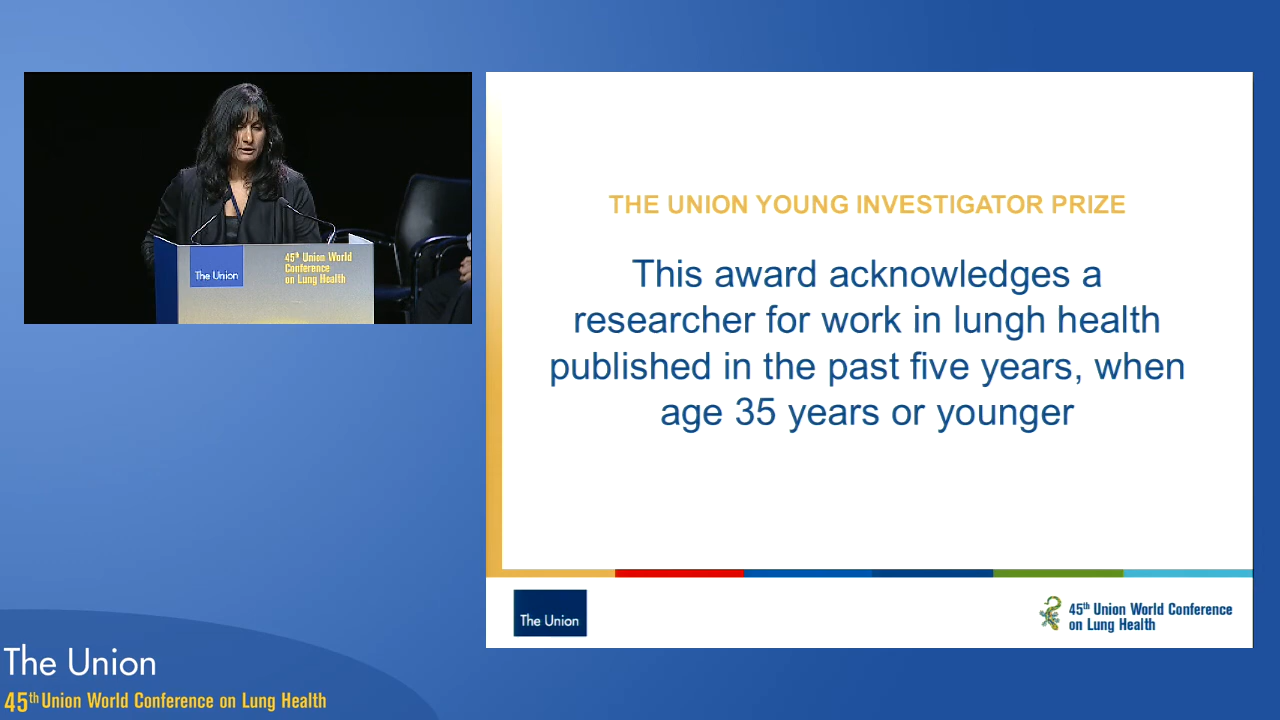 The Union
45th Union World
Conference
on Lung Health
THE UNION YOUNG INVESTIGATOR PRIZE
This award acknowledges a
researcher for work in lungh health
published in the past five years, when
age 35 years or younger
The Union
45th Union World Conference
on Lung Health
The Union
45th Union World Conference on Lung Health